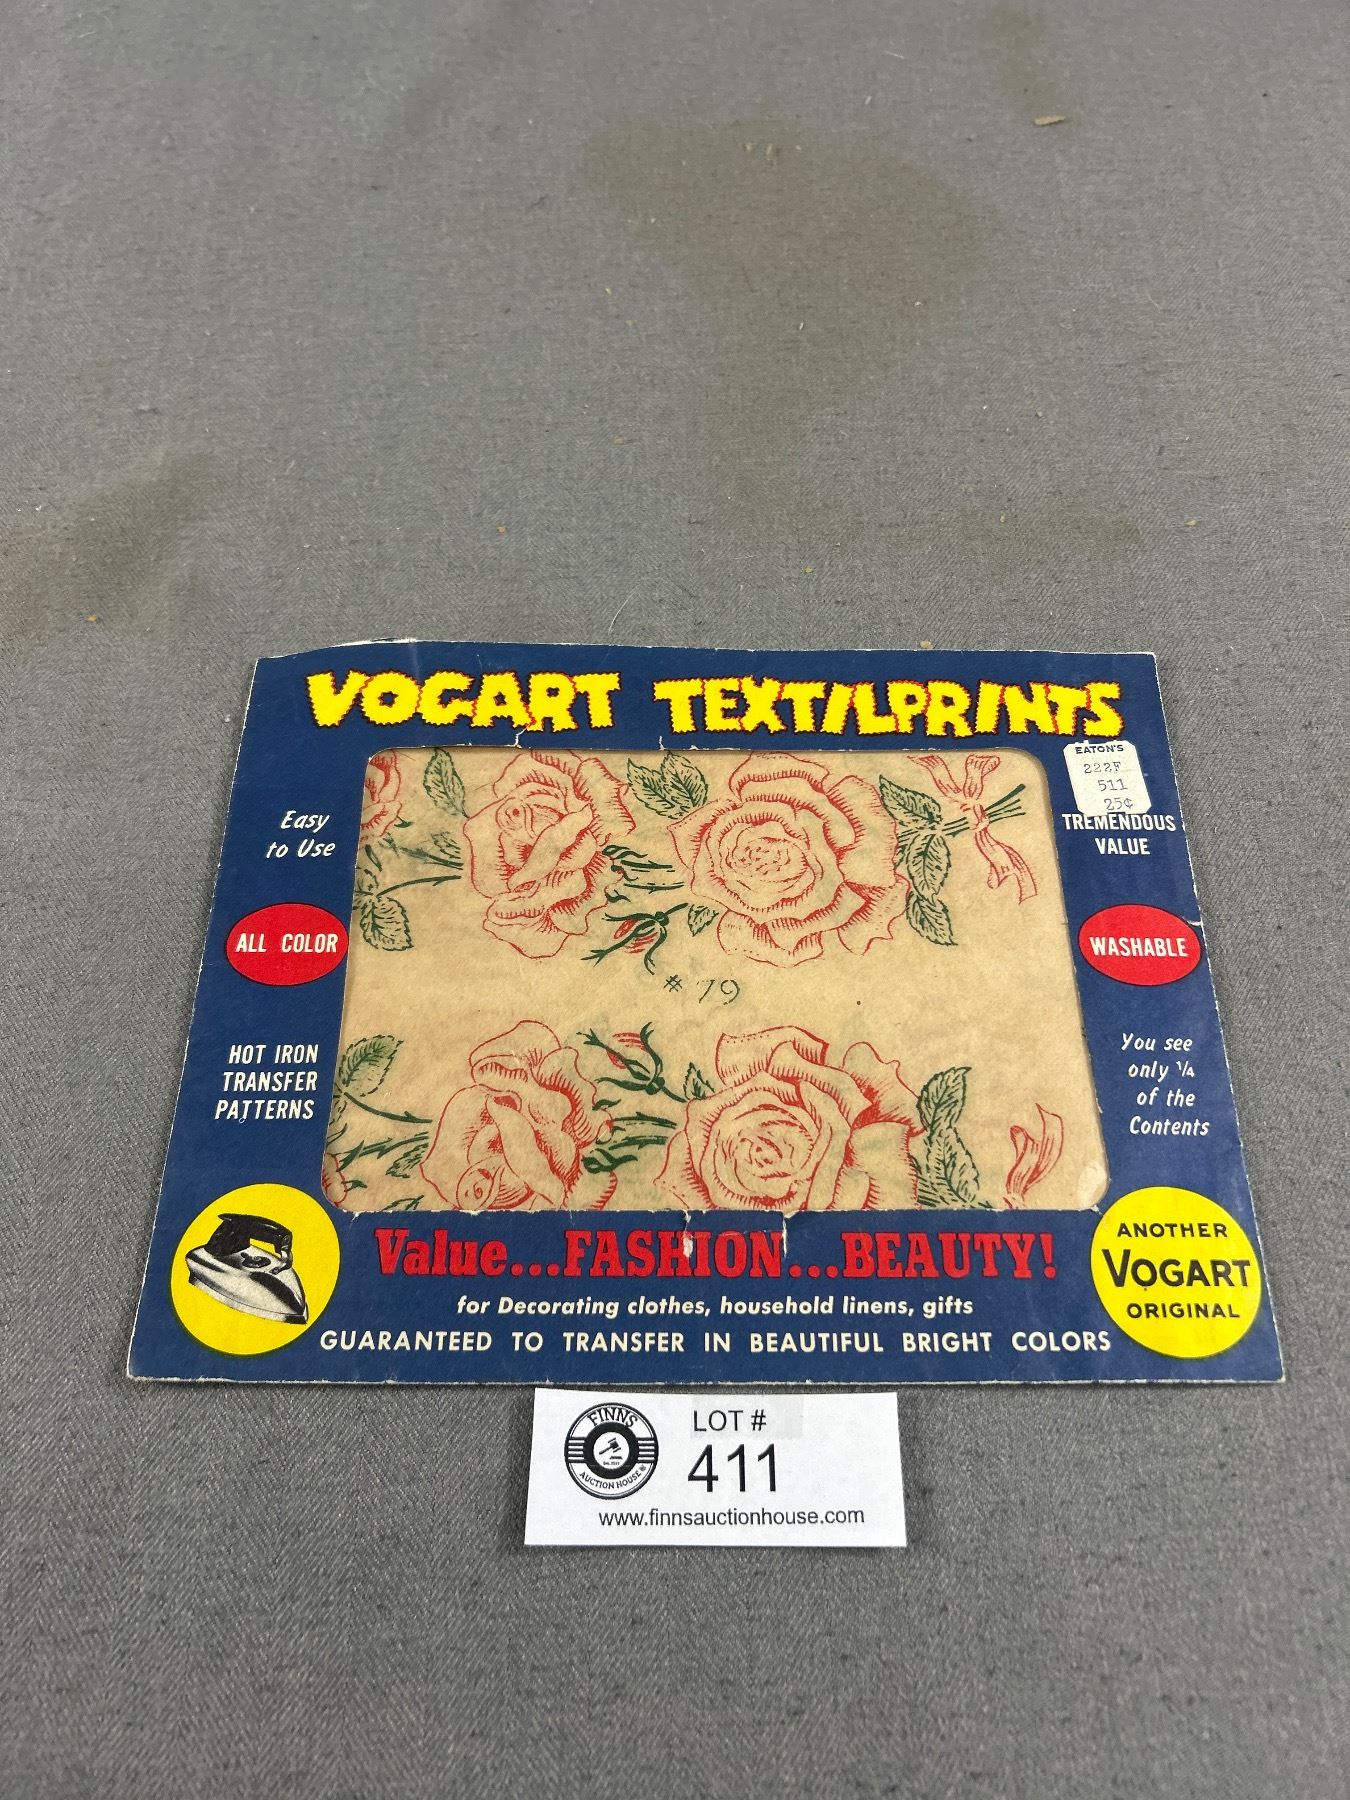 VOGART TEXTILPRINTS
EATON'S
222F
511
25¢
Easy
to Use
TREMENDOUS
VALUE
ALL COLOR
WASHABLE
# 79
HOT IRON
TRANSFER
PATTERNS
You see
only 1/4
of the
Contents
Value...FASHION...BEAUTY!
for Decorating clothes, household linens, gifts
GUARANTEED TO TRANSFER IN BEAUTIFUL BRIGHT COLORS
ANOTHER
VOGART
ORIGINAL
FINNS
AUCTION HOUSE
LOT #
411
www.finnsauctionhouse.com